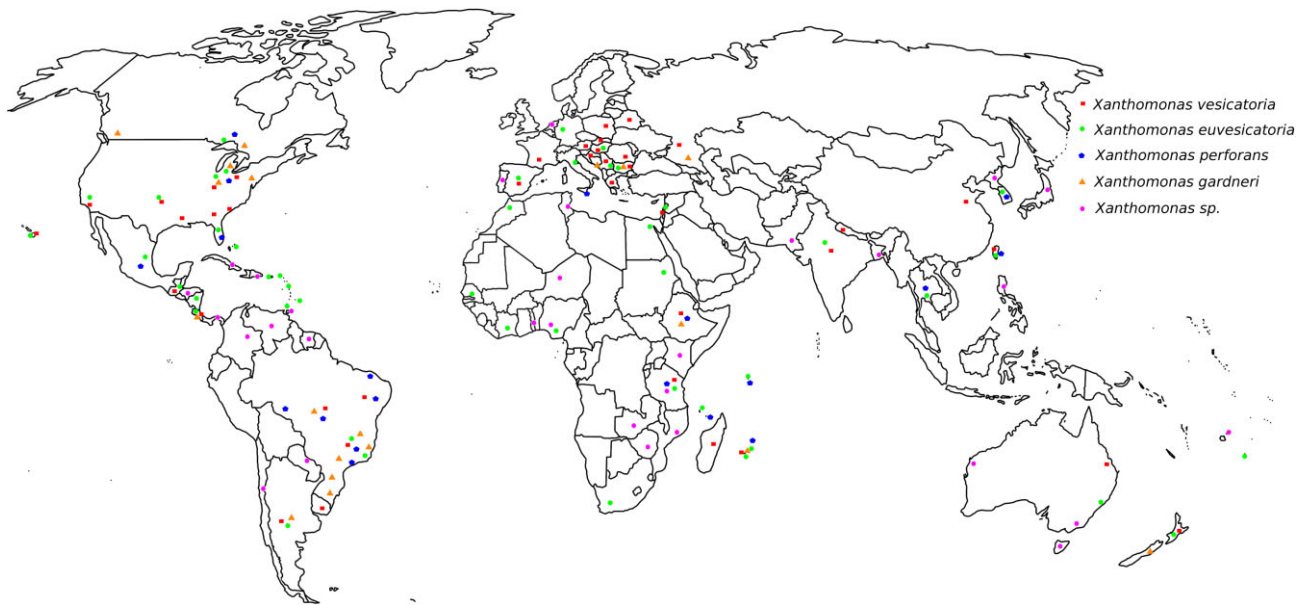 Xanthomonas vesicatoria
Xanthomonas euvesicatoria
Xanthomonas perforans
Xanthomonas gardneri
Xanthomonas sp.